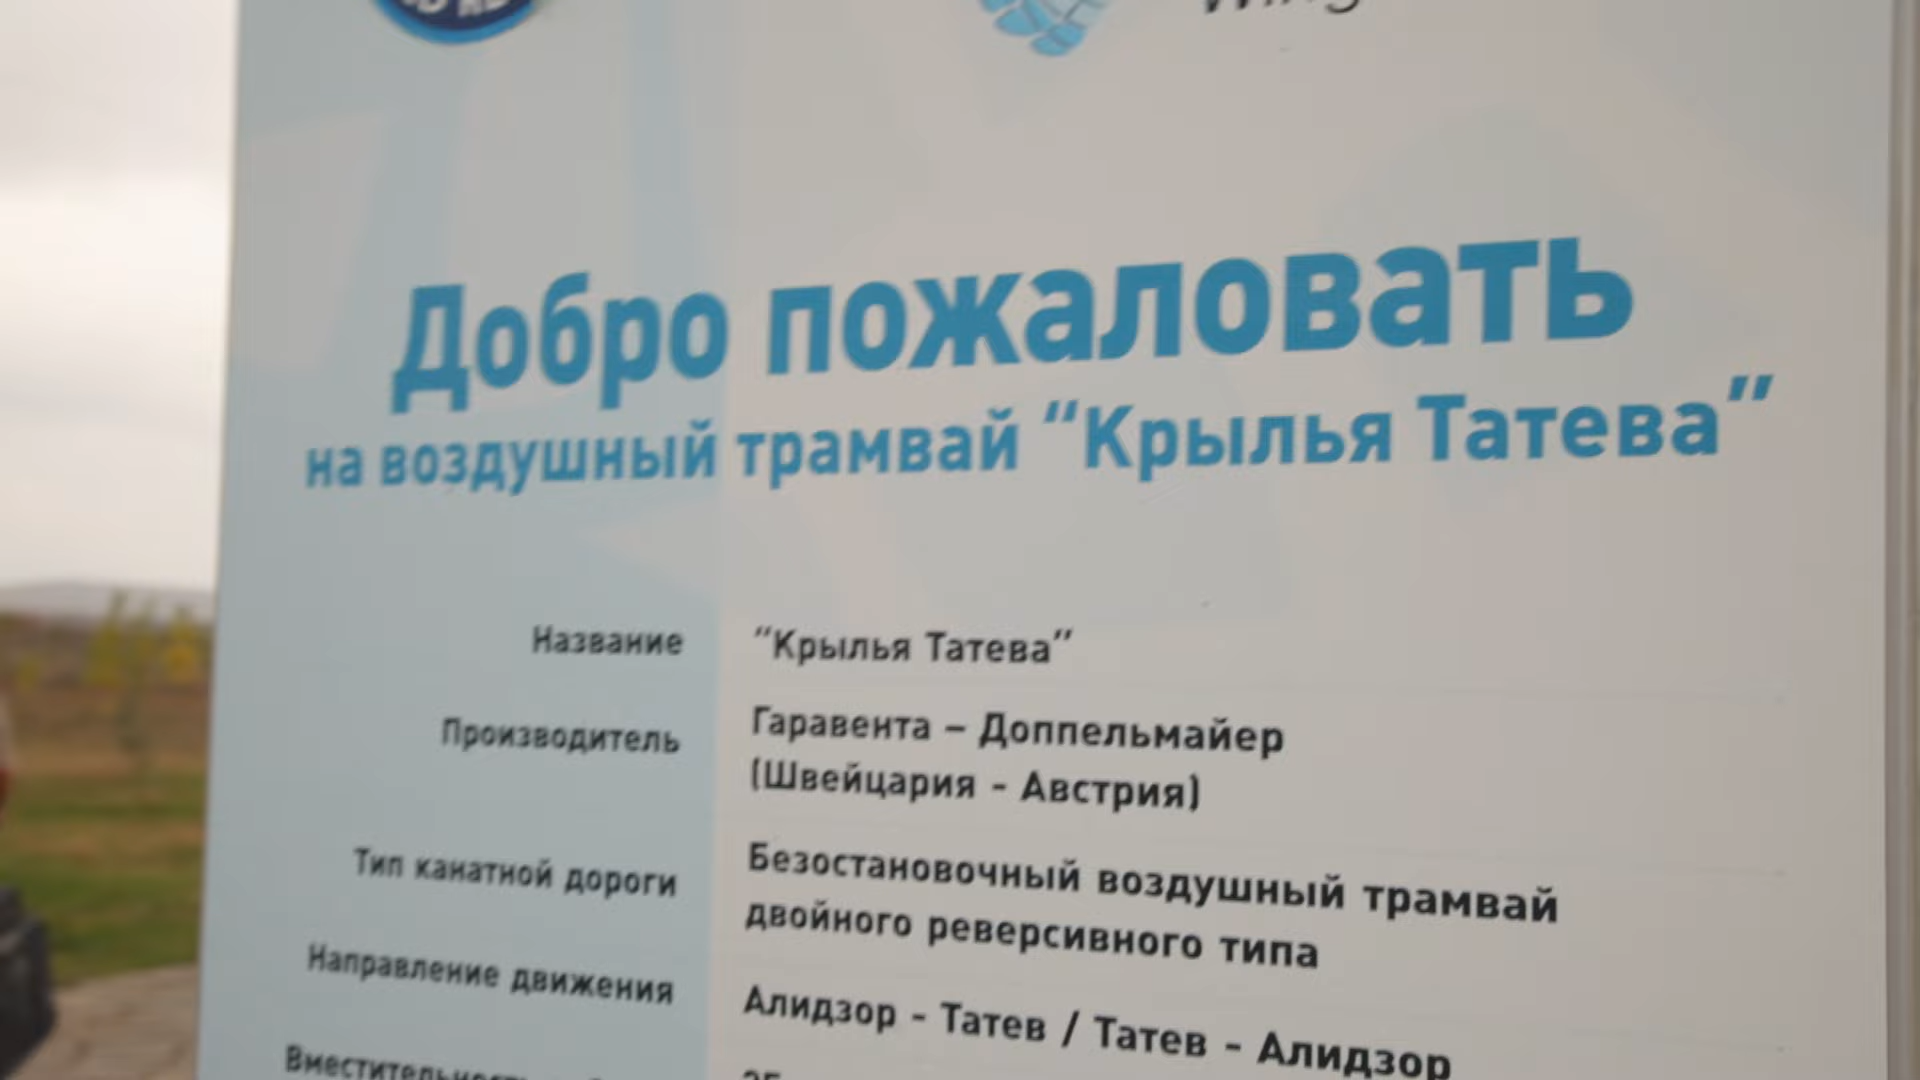 Добро пожаловать
на воздушный трамвай “Крылья Татева”
Название
“Крылья Татева”
Производитель
Гаравента – Доппельмайер
(Швейцария - Австрия)
Тип канатной дороги
Безостановочный воздушный трамвай
двойного реверсивного типа
Направление движения
Алидзор - Татев / Татев - Алидзор